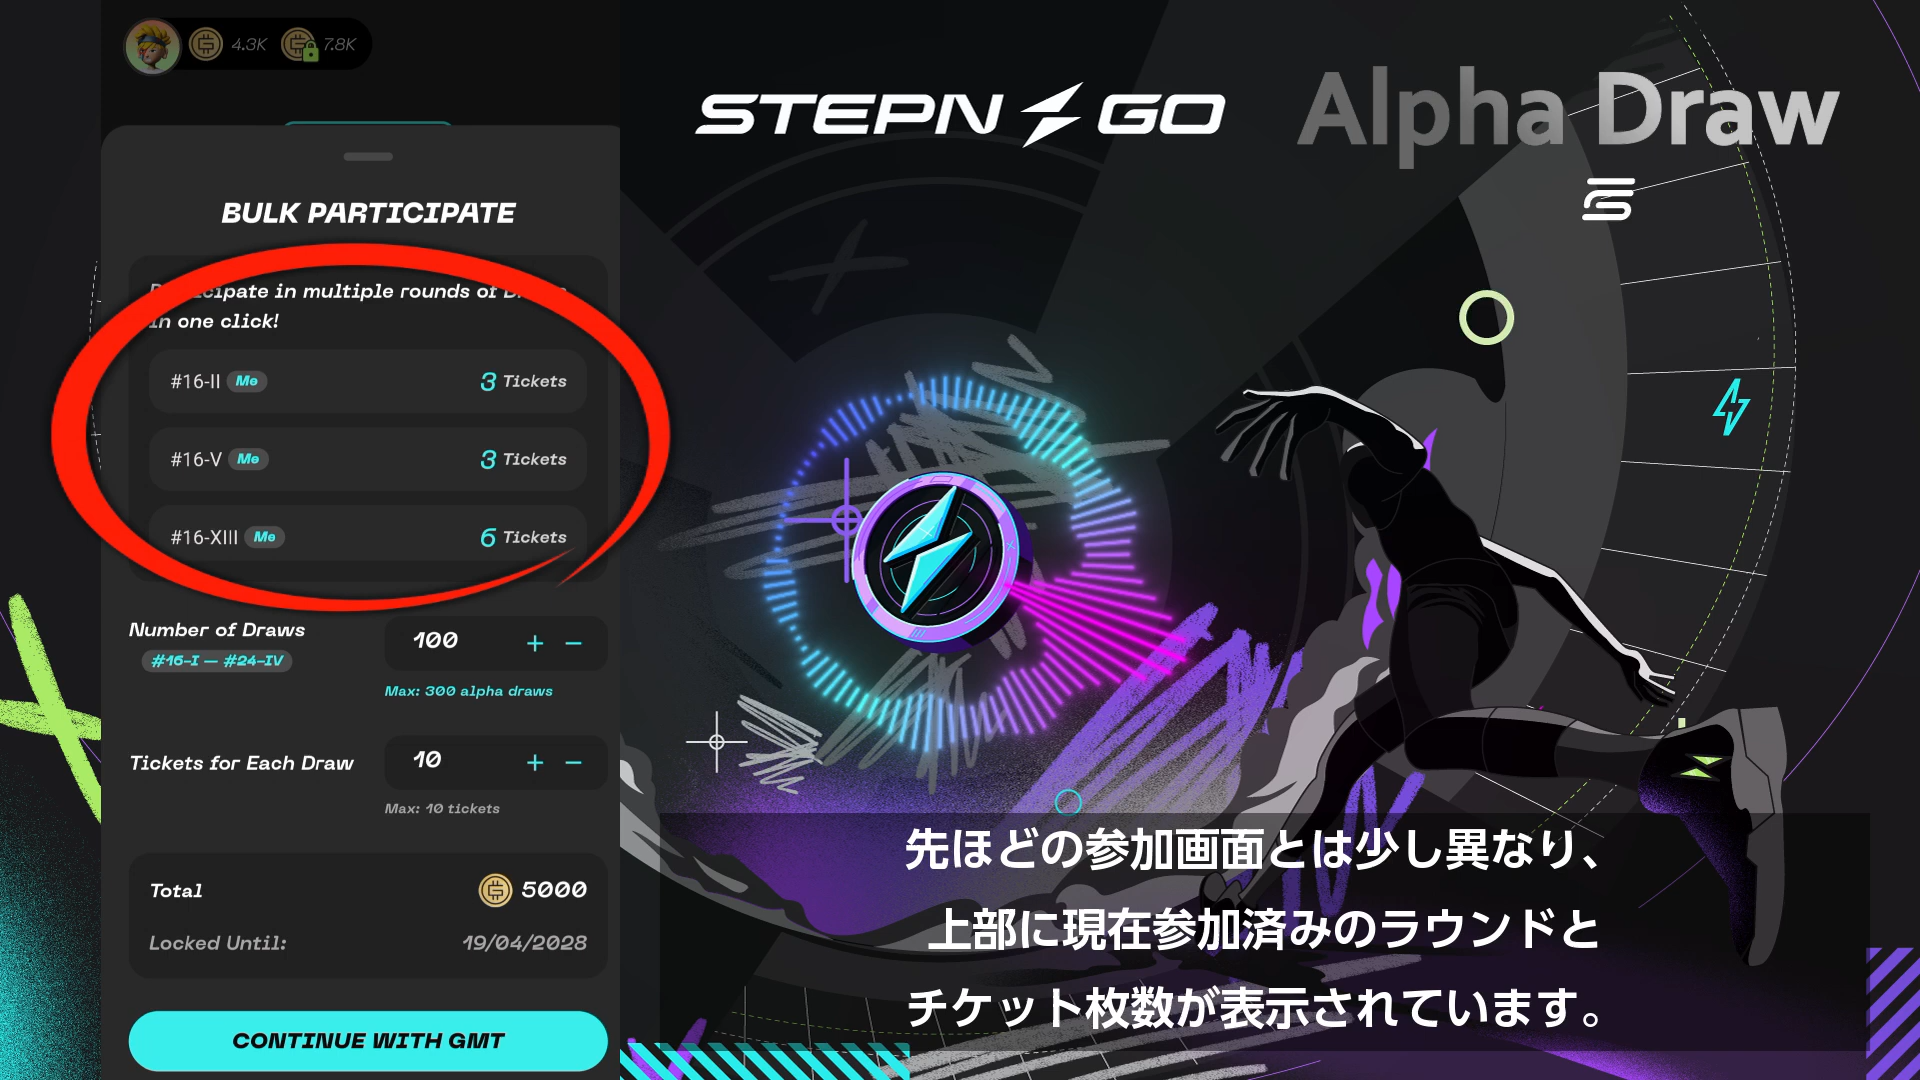 4.3K 7.8K
STEPN GO
Alpha Draw
BULK PARTICIPATE
Participate in multiple rounds of
in one click!
#16-II Me 3 Tickets
#16-V Me 3 Tickets
#16-XIII Me 6 Tickets
Number of Draws 100 + −
#16-I — #24-IV
Max: 300 alpha draws
Tickets for Each Draw 10 + −
Max: 10 tickets
Total 5000
Locked Until: 19/04/2028
CONTINUE WITH GMT
先ほどの参加画面とは少し異なり、
上部に現在参加済みのラウンドと
チケット枚数が表示されています。